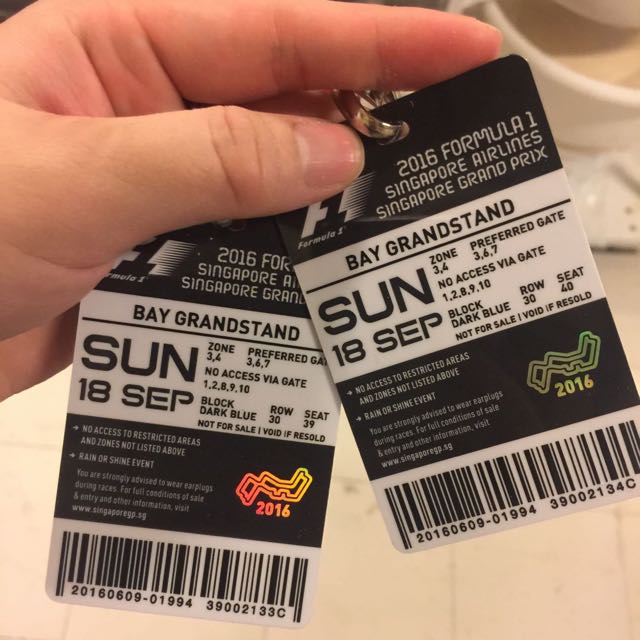 2016 FOR
SINGAPORE AI
SINGAPORE GRAND
BAY GRANDSTAND
SUN
18 SEP
ZONE
3,4
PREFERRED GAT
3,6,7
NO ACCESS VIA GATE
1,2,8,9,10
BLOCK
DARK BLUE
ROW
30
SEAT
39
NOT FOR SALE | VOID IF RESOLD
→ NO ACCESS TO RESTRICTED AREAS
AND ZONES NOT LISTED ABOVE
→ RAIN OR SHINE EVENT
You are strongly advised to wear earplugs
during races. For full conditions of sale
& entry and other information, visit
www.singaporegp.sg
2016
20160609-01994 39002133C
F1
Formula 1
2016 FORMULA 1
SINGAPORE AIRLINES
SINGAPORE GRAND PRIX
BAY GRANDSTAND
SUN
18 SEP
ZONE
3,4
PREFERRED GATE
3,6,7
NO ACCESS VIA GATE
1,2,8,9,10
BLOCK
DARK BLUE
ROW
30
SEAT
40
NOT FOR SALE | VOID IF RESOLD
→ NO ACCESS TO RESTRICTED AREAS
AND ZONES NOT LISTED ABOVE
→ RAIN OR SHINE EVENT
You are strongly advised to wear earplugs
during races. For full conditions of sale
& entry and other information, visit
www.singaporegp.sg
2016
20160609-01994 39002134C